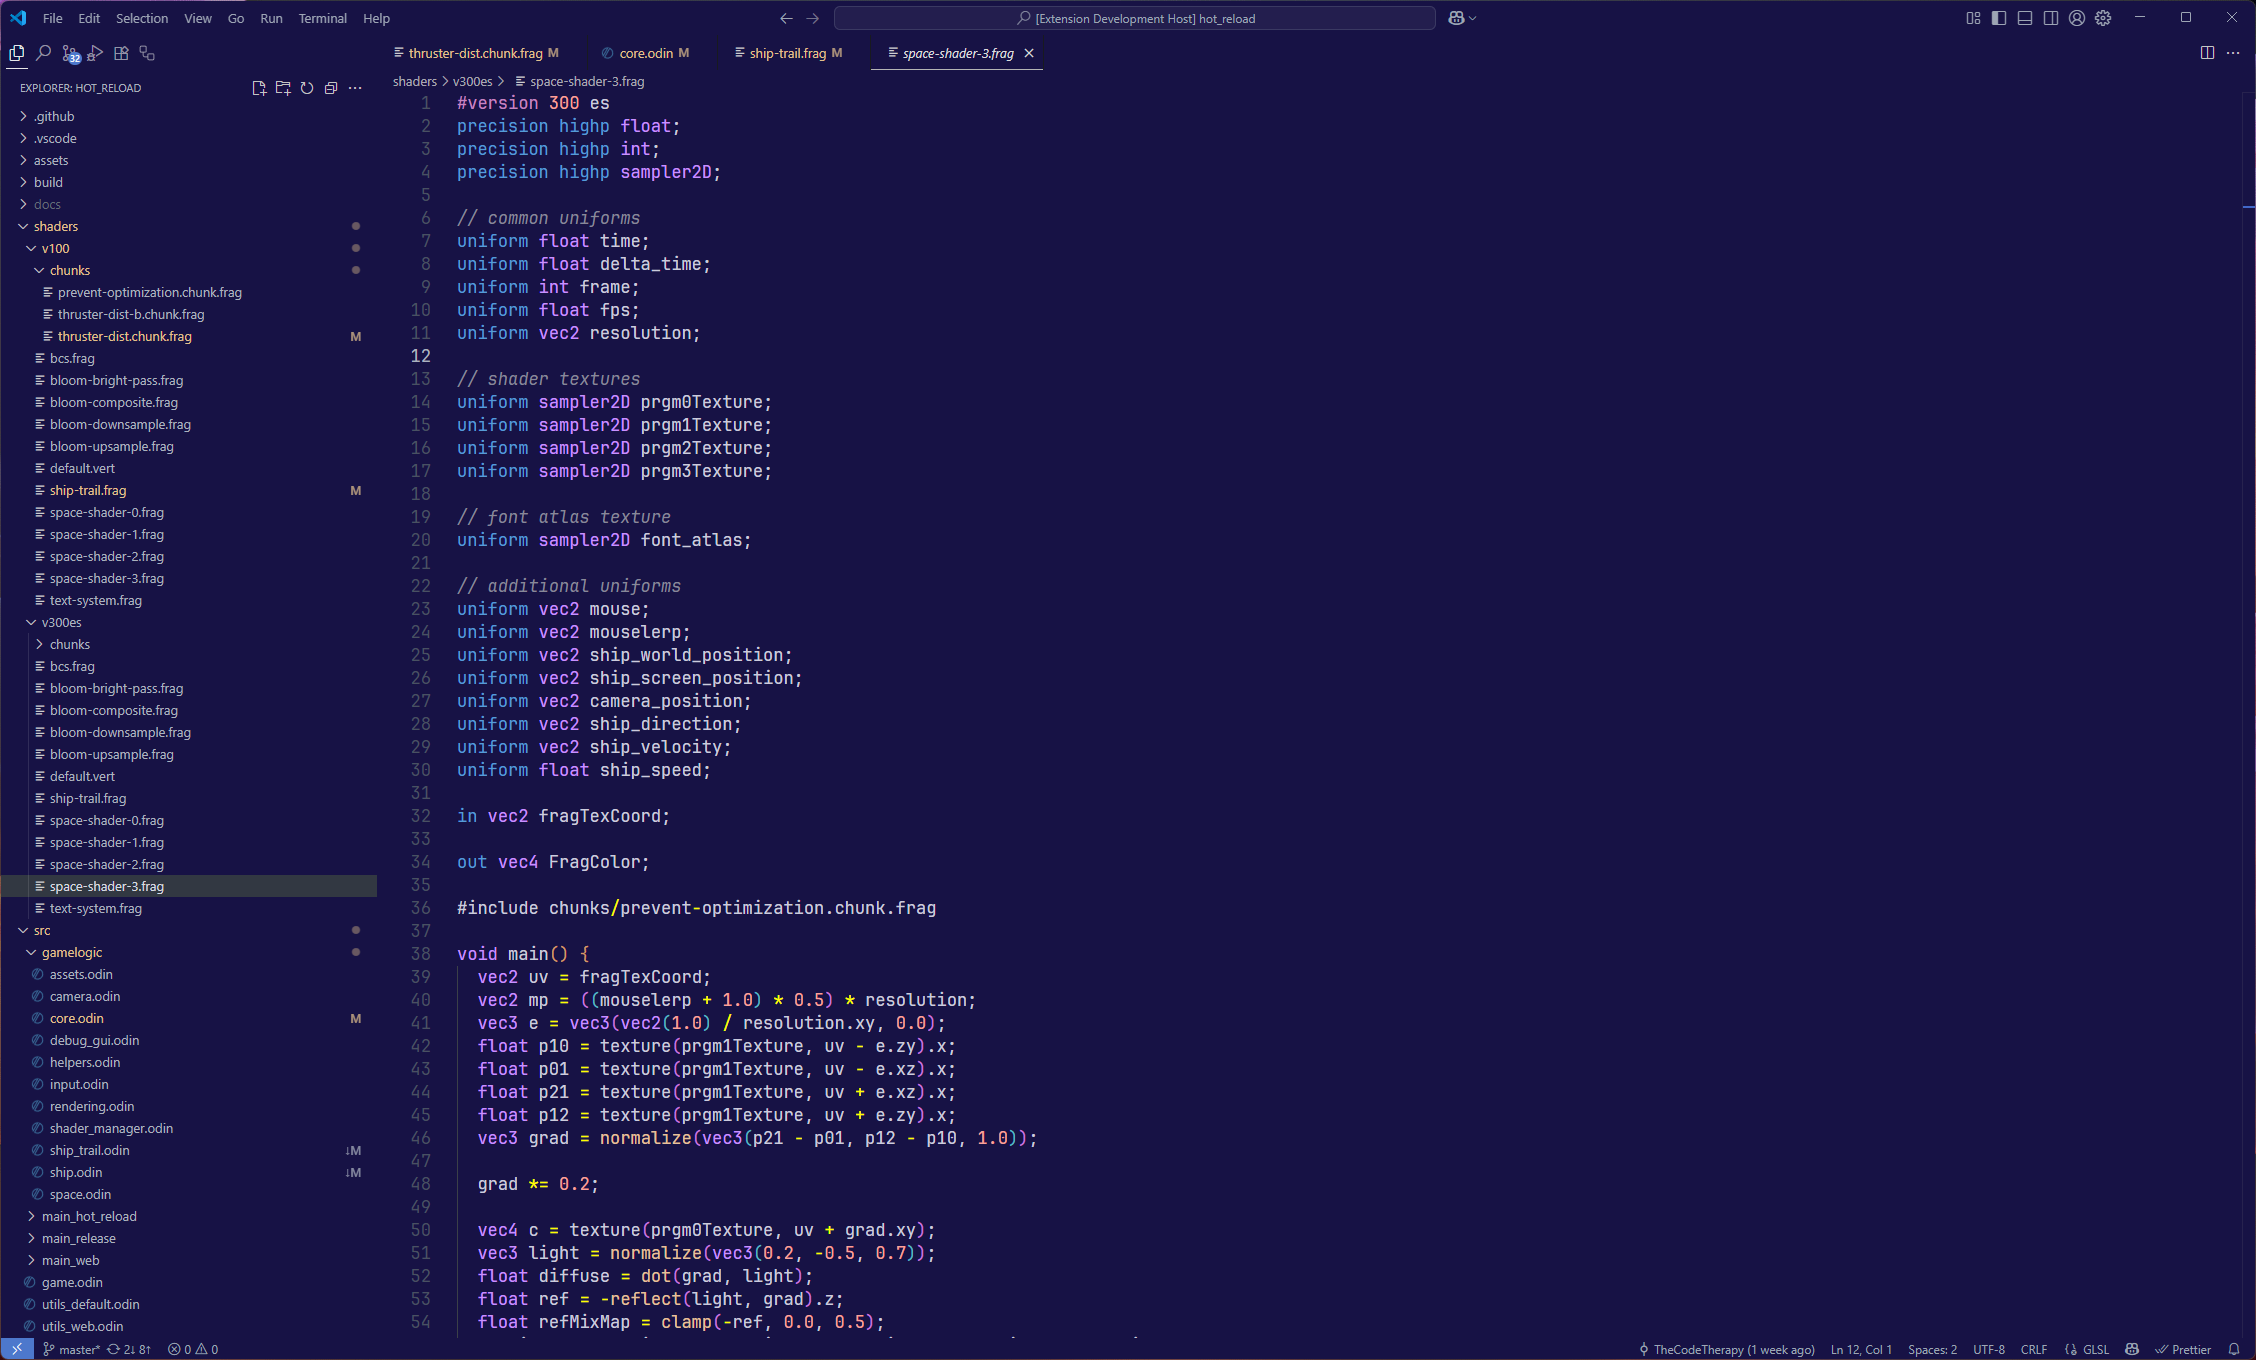 File Edit Selection View Go Run Terminal Help
[Extension Development Host] hot_reload
32
thruster-dist.chunk.frag M
core.odin M
ship-trail.frag M
space-shader-3.frag
EXPLORER: HOT_RELOAD
.github
.vscode
assets
build
docs
shaders
v100
chunks
prevent-optimization.chunk.frag
thruster-dist-b.chunk.frag
thruster-dist.chunk.frag M
bcs.frag
bloom-bright-pass.frag
bloom-composite.frag
bloom-downsample.frag
bloom-upsample.frag
default.vert
ship-trail.frag M
space-shader-0.frag
space-shader-1.frag
space-shader-2.frag
space-shader-3.frag
text-system.frag
v300es
chunks
bcs.frag
bloom-bright-pass.frag
bloom-composite.frag
bloom-downsample.frag
bloom-upsample.frag
default.vert
ship-trail.frag
space-shader-0.frag
space-shader-1.frag
space-shader-2.frag
space-shader-3.frag
text-system.frag
src
gamelogic
assets.odin
camera.odin
core.odin M
debug_gui.odin
helpers.odin
input.odin
rendering.odin
shader_manager.odin
ship_trail.odin ↓M
ship.odin ↓M
space.odin
main_hot_reload
main_release
main_web
game.odin
utils_default.odin
utils_web.odin
shaders > v300es > space-shader-3.frag
1 #version 300 es
2 precision highp float;
3 precision highp int;
4 precision highp sampler2D;
5
6 // common uniforms
7 uniform float time;
8 uniform float delta_time;
9 uniform int frame;
10 uniform float fps;
11 uniform vec2 resolution;
12
13 // shader textures
14 uniform sampler2D prgm0Texture;
15 uniform sampler2D prgm1Texture;
16 uniform sampler2D prgm2Texture;
17 uniform sampler2D prgm3Texture;
18
19 // font atlas texture
20 uniform sampler2D font_atlas;
21
22 // additional uniforms
23 uniform vec2 mouse;
24 uniform vec2 mouselerp;
25 uniform vec2 ship_world_position;
26 uniform vec2 ship_screen_position;
27 uniform vec2 camera_position;
28 uniform vec2 ship_direction;
29 uniform vec2 ship_velocity;
30 uniform float ship_speed;
31
32 in vec2 fragTexCoord;
33
34 out vec4 FragColor;
35
36 #include chunks/prevent-optimization.chunk.frag
37
38 void main() {
39 vec2 uv = fragTexCoord;
40 vec2 mp = ((mouselerp + 1.0) * 0.5) * resolution;
41 vec3 e = vec3(vec2(1.0) / resolution.xy, 0.0);
42 float p10 = texture(prgm1Texture, uv - e.zy).x;
43 float p01 = texture(prgm1Texture, uv - e.xz).x;
44 float p21 = texture(prgm1Texture, uv + e.xz).x;
45 float p12 = texture(prgm1Texture, uv + e.zy).x;
46 vec3 grad = normalize(vec3(p21 - p01, p12 - p10, 1.0));
47
48 grad *= 0.2;
49
50 vec4 c = texture(prgm0Texture, uv + grad.xy);
51 vec3 light = normalize(vec3(0.2, -0.5, 0.7));
52 float diffuse = dot(grad, light);
53 float ref = -reflect(light, grad).z;
54 float refMixMap = clamp(-ref, 0.0, 0.5);
master* 2↓ 8↑ 0 0
TheCodeTherapy (1 week ago) Ln 12, Col 1 Spaces: 2 UTF-8 CRLF {} GLSL Prettier